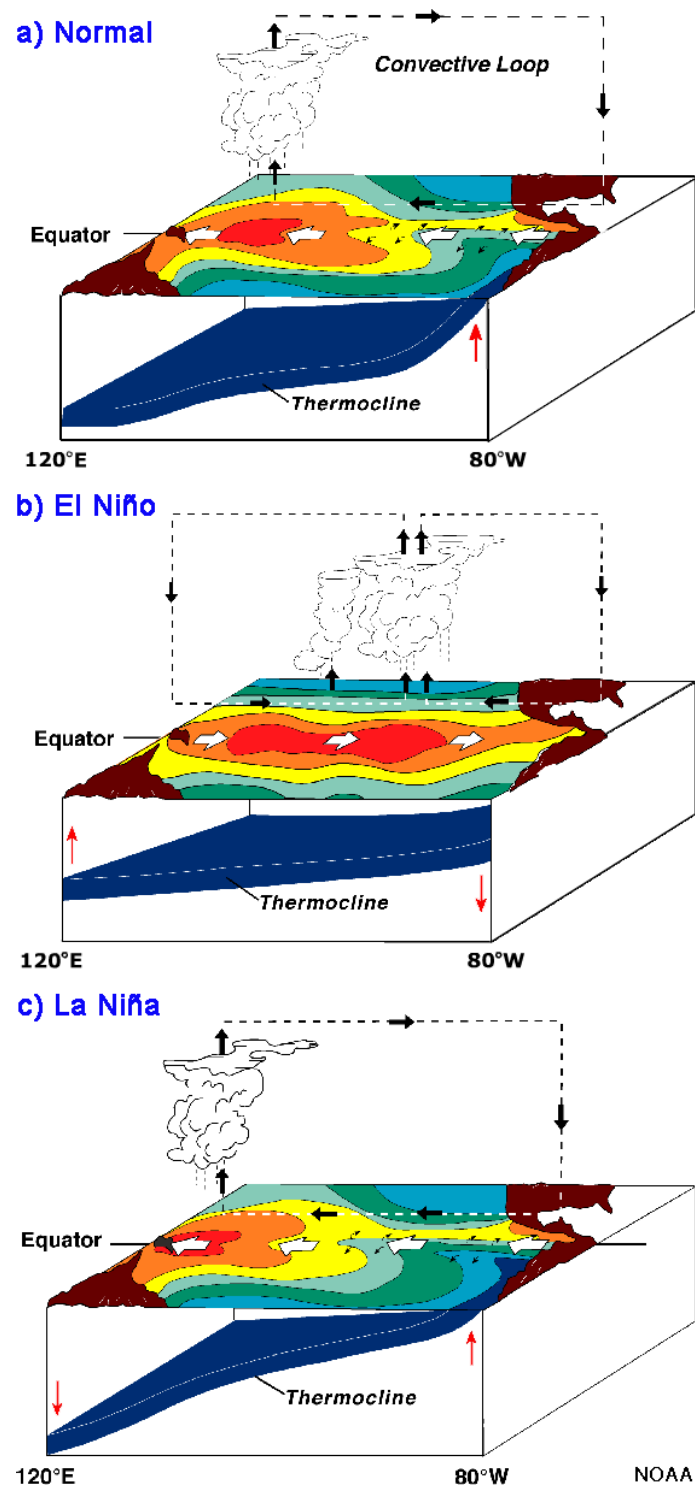 a) Normal
Convective Loop
Equator
Thermocline
120°E
80°W
b) El Niño
Equator
Thermocline
120°E
80°W
c) La Niña
Equator
Thermocline
120°E
80°W
NOAA